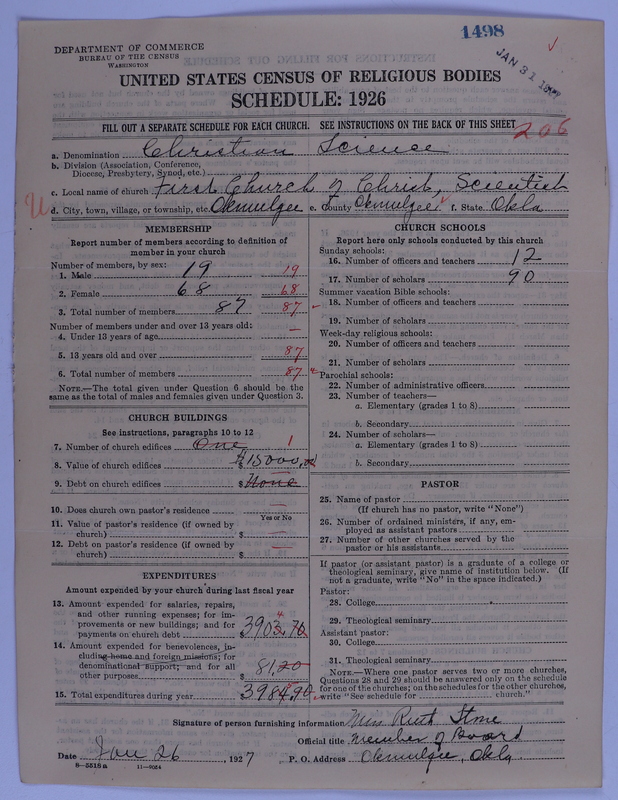 1498
JAN 31
DEPARTMENT OF COMMERCE
BUREAU OF THE CENSUS
WASHINGTON
UNITED STATES CENSUS OF RELIGIOUS BODIES
SCHEDULE: 1926
FILL OUT A SEPARATE SCHEDULE FOR EACH CHURCH. SEE INSTRUCTIONS ON THE BACK OF THIS SHEET
206
a. Denomination Christian Science
b. Division (Association, Conference,
Diocese, Presbytery, Synod, etc.)
c. Local name of church First Church of Christ, Scientist
d. City, town, village, or township, etc. Okmulgee e. County Okmulgee f. State Okla
MEMBERSHIP
Report number of members according to definition of
member in your church
Number of members, by sex:
1. Male 19 19
2. Female 68 68
3. Total number of members 87 87
Number of members under and over 13 years old:
4. Under 13 years of age —
5. 13 years old and over 87
6. Total number of members 87
NOTE.—The total given under Question 6 should be the
same as the total of males and females given under Question 3.
CHURCH BUILDINGS
See instructions, paragraphs 10 to 12
7. Number of church edifices One 1
8. Value of church edifices $15000.00
9. Debt on church edifices $ None
10. Does church own pastor's residence —
Yes or No
11. Value of pastor's residence (if owned by
church) $ —
12. Debt on pastor's residence (if owned by
church) $ —
EXPENDITURES
Amount expended by your church during last fiscal year
13. Amount expended for salaries, repairs,
and other running expenses; for im-
provements or new buildings; and for
payments on church debt $3903.70 4
14. Amount expended for benevolences, in-
cluding home and foreign missions; for
denominational support; and for all
other purposes $ 81.20
15. Total expenditures during year $3984.90
CHURCH SCHOOLS
Report here only schools conducted by this church
Sunday schools:
16. Number of officers and teachers 12
17. Number of scholars 90
Summer vacation Bible schools:
18. Number of officers and teachers
19. Number of scholars
Week-day religious schools:
20. Number of officers and teachers
21. Number of scholars
Parochial schools:
22. Number of administrative officers
23. Number of teachers—
a. Elementary (grades 1 to 8)
b. Secondary
24. Number of scholars—
a. Elementary (grades 1 to 8)
b. Secondary
PASTOR
25. Name of pastor
(If church has no pastor, write "None")
26. Number of ordained ministers, if any, em-
ployed as assistant pastors
27. Number of other churches served by the
pastor or his assistants
If pastor (or assistant pastor) is a graduate of a college or
theological seminary, give name of institution below. (If
not a graduate, write "No" in the space indicated.)
Pastor:
28. College
29. Theological seminary
Assistant pastor:
30. College
31. Theological seminary
NOTE.—Where one pastor serves two or more churches,
Questions 28 and 29 should be answered only on the schedule
for one of the churches; on the schedules for the other churches,
write "See schedule for church."
Signature of person furnishing information Miss Ruth Stone
Official title Member of Board
Date Jan 26, 1927 P. O. Address Okmulgee, Okla.
8—5518a 11—9054